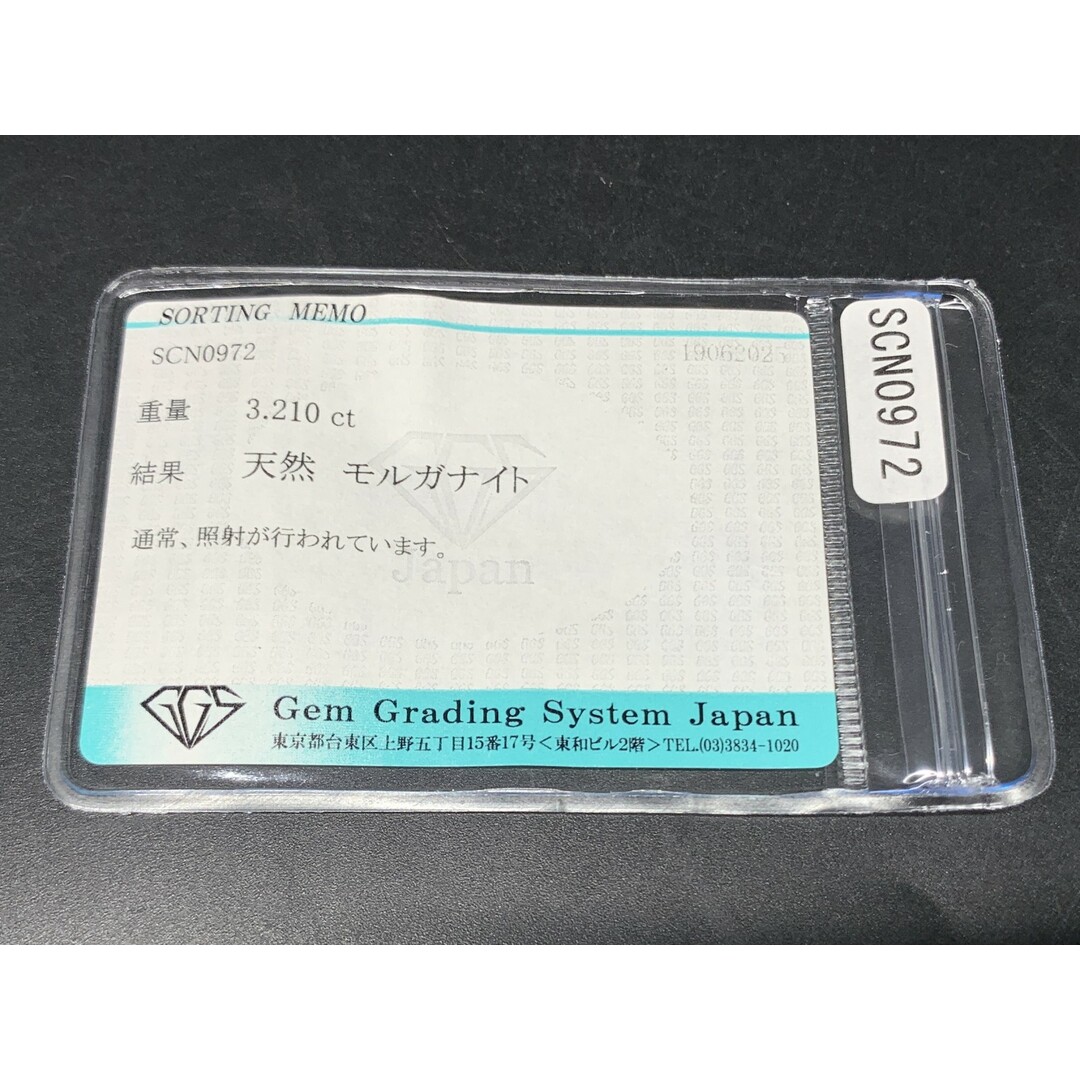 SORTING MEMO
SCN0972 19062025
重量 3.210 ct
結果 天然 モルガナイト
通常、照射が行われています。
Japan
GGS Gem Grading System Japan
東京都台東区上野五丁目15番17号<東和ビル2階>TEL.(03)3834-1020
SCN0972